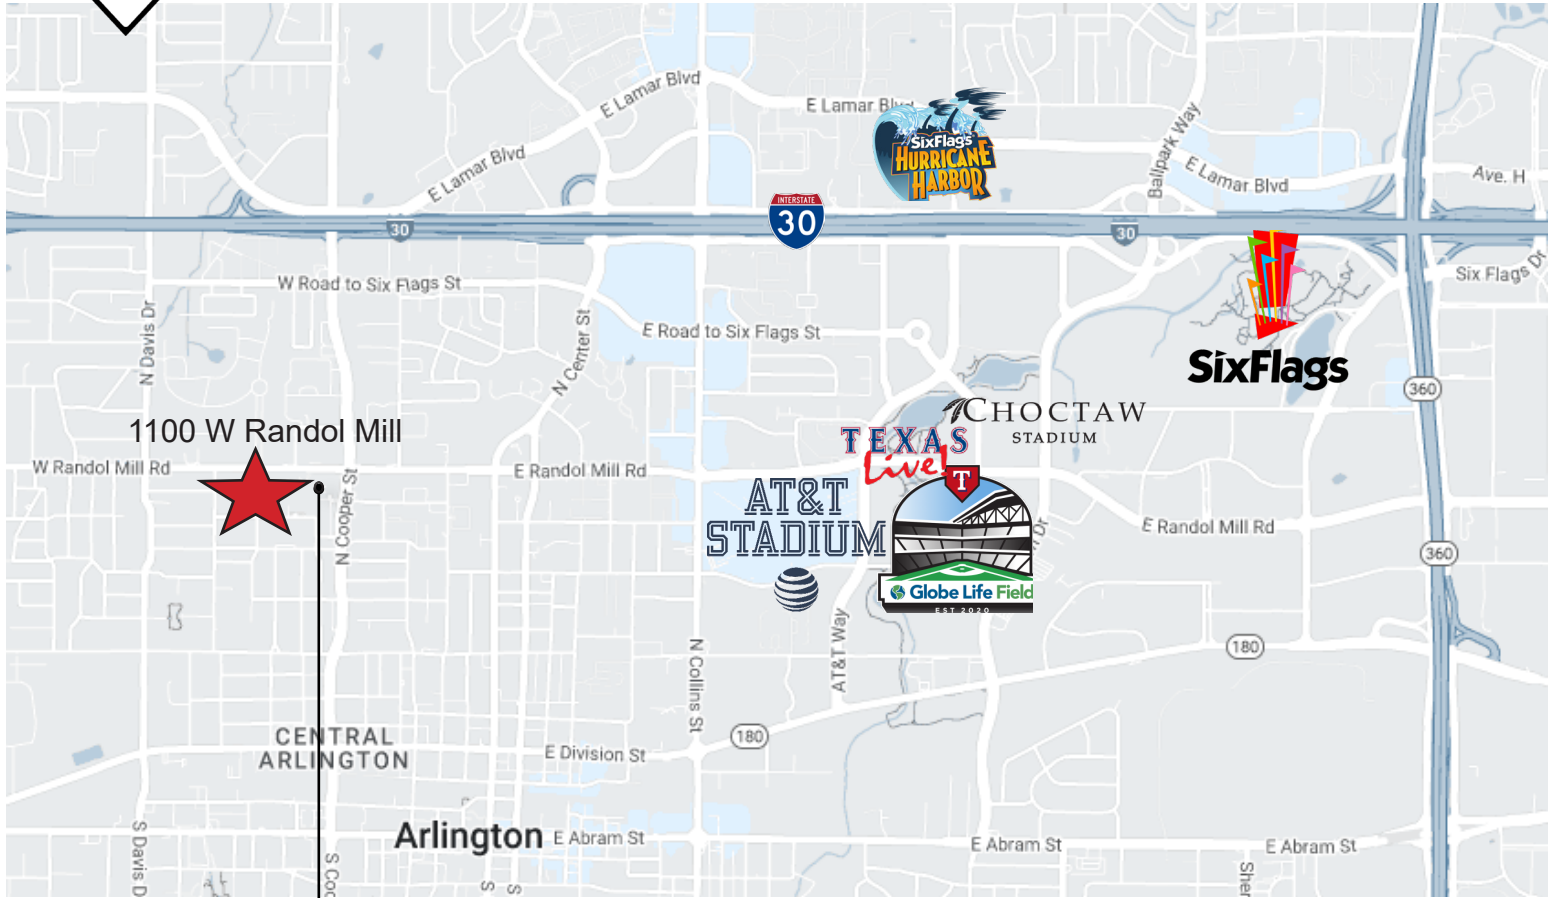 E Lamar Blvd
E Lamar Blvd
SixFlags
HURRICANE
HARBOR
E Lamar Blvd
Ballpark Way
E Lamar Blvd
Ave. H
INTERSTATE
30
30
30
W Road to Six Flags St
Six Flags Dr
N Davis Dr
E Road to Six Flags St
N Center St
SixFlags
360
1100 W Randol Mill
CHOCTAW
STADIUM
TEXAS
Live!
T
W Randol Mill Rd
E Randol Mill Rd
N Cooper St
AT&T
STADIUM
E Randol Mill Rd
Dr
360
Globe Life Field
EST. 2020
AT&T Way
N Collins St
180
180
CENTRAL
ARLINGTON
E Division St
Arlington
E Abram St
E Abram St
E Abram St
S Davis D
S Coo
S
S
Sher